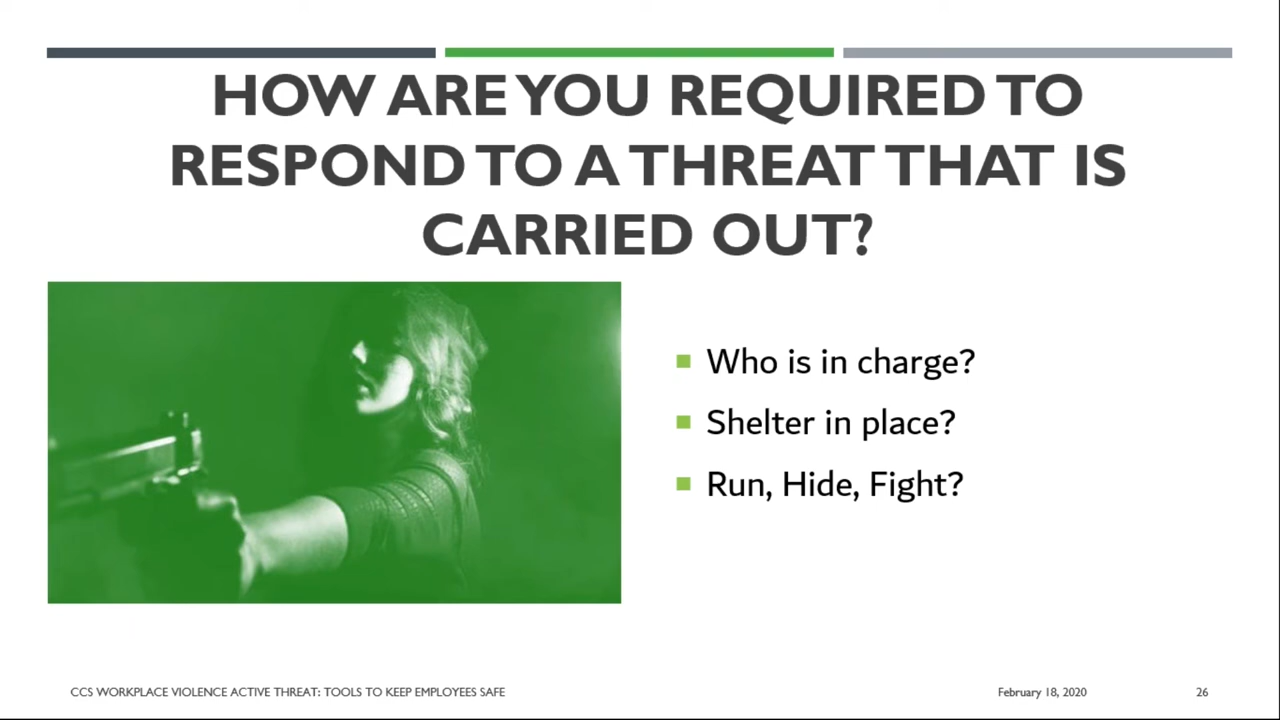 HOW ARE YOU REQUIRED TO
RESPOND TO A THREAT THAT IS
CARRIED OUT?
Who is in charge?
Shelter in place?
Run, Hide, Fight?
CCS WORKPLACE VIOLENCE ACTIVE THREAT: TOOLS TO KEEP EMPLOYEES SAFE
February 18, 2020
26